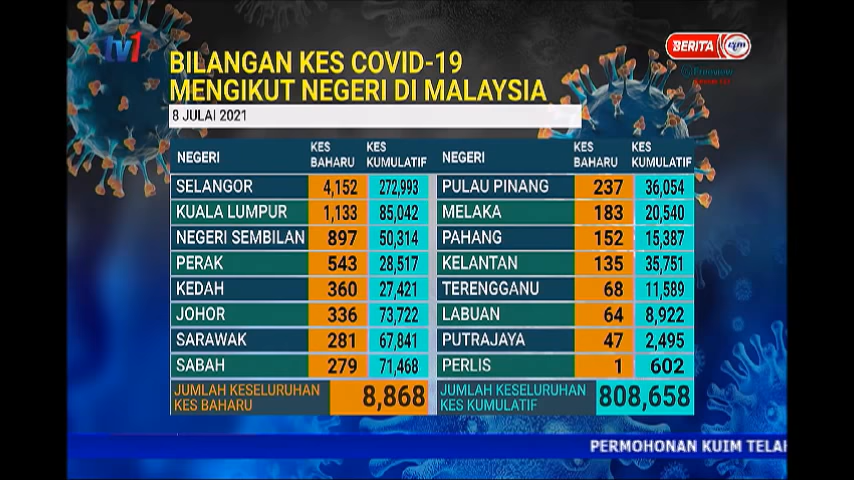 tv1
BERITA rtm
BILANGAN KES COVID-19
MENGIKUT NEGERI DI MALAYSIA
8 JULAI 2021
NEGERI KES BAHARU KES KUMULATIF NEGERI KES BAHARU KES KUMULATIF
SELANGOR 4,152 272,993 PULAU PINANG 237 36,054
KUALA LUMPUR 1,133 85,042 MELAKA 183 20,540
NEGERI SEMBILAN 897 50,314 PAHANG 152 15,387
PERAK 543 28,517 KELANTAN 135 35,751
KEDAH 360 27,421 TERENGGANU 68 11,589
JOHOR 336 73,722 LABUAN 64 8,922
SARAWAK 281 67,841 PUTRAJAYA 47 2,495
SABAH 279 71,468 PERLIS 1 602
JUMLAH KESELURUHAN KES BAHARU 8,868 JUMLAH KESELURUHAN KES KUMULATIF 808,658
PERMOHONAN KUIM TELAH